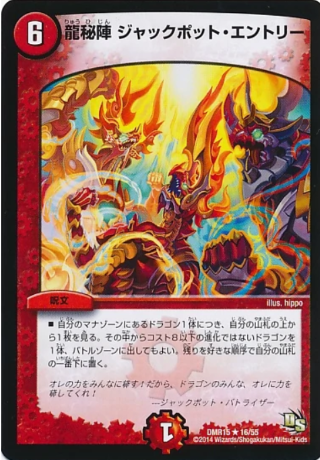 6
りゅう ひ じん
龍秘陣 ジャックポット・エントリー
illus. hippo
呪文
■自分のマナゾーンにあるドラゴン1体につき、自分の山札の上
から1枚を見る。その中からコスト8以下の進化ではないドラゴンを
1体、バトルゾーンに出してもよい。残りを好きな順序で自分の山札
の一番下に置く。
オレの力をみんなに移す!だから、ドラゴンのみんな、オレに力を
移してくれ!
―ジャックポット・バトライザー
1
DS
DMR15 ★ 16/55
©2014 Wizards/Shogakukan/Mitsui-Kids